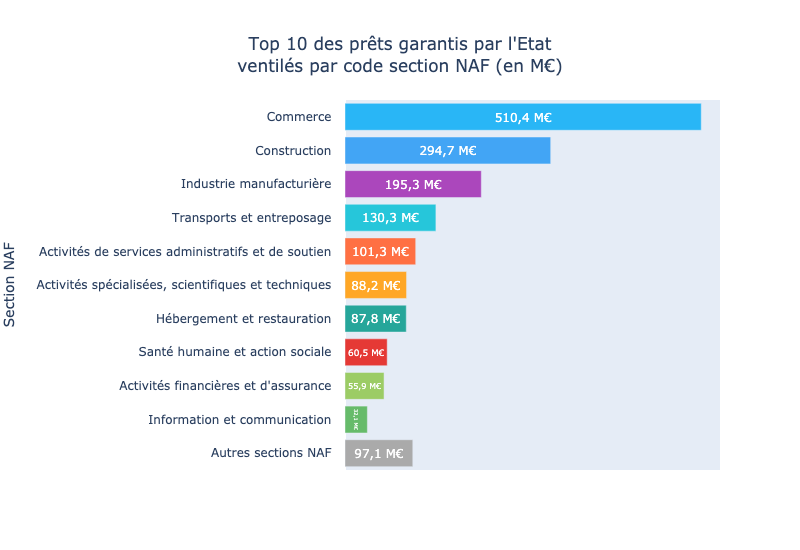 Top 10 des prêts garantis par l'Etat
ventilés par code section NAF (en M€)
Section NAF
Commerce 510,4 M€
Construction 294,7 M€
Industrie manufacturière 195,3 M€
Transports et entreposage 130,3 M€
Activités de services administratifs et de soutien 101,3 M€
Activités spécialisées, scientifiques et techniques 88,2 M€
Hébergement et restauration 87,8 M€
Santé humaine et action sociale 60,5 M€
Activités financières et d'assurance 55,9 M€
Information et communication M€
Autres sections NAF 97,1 M€